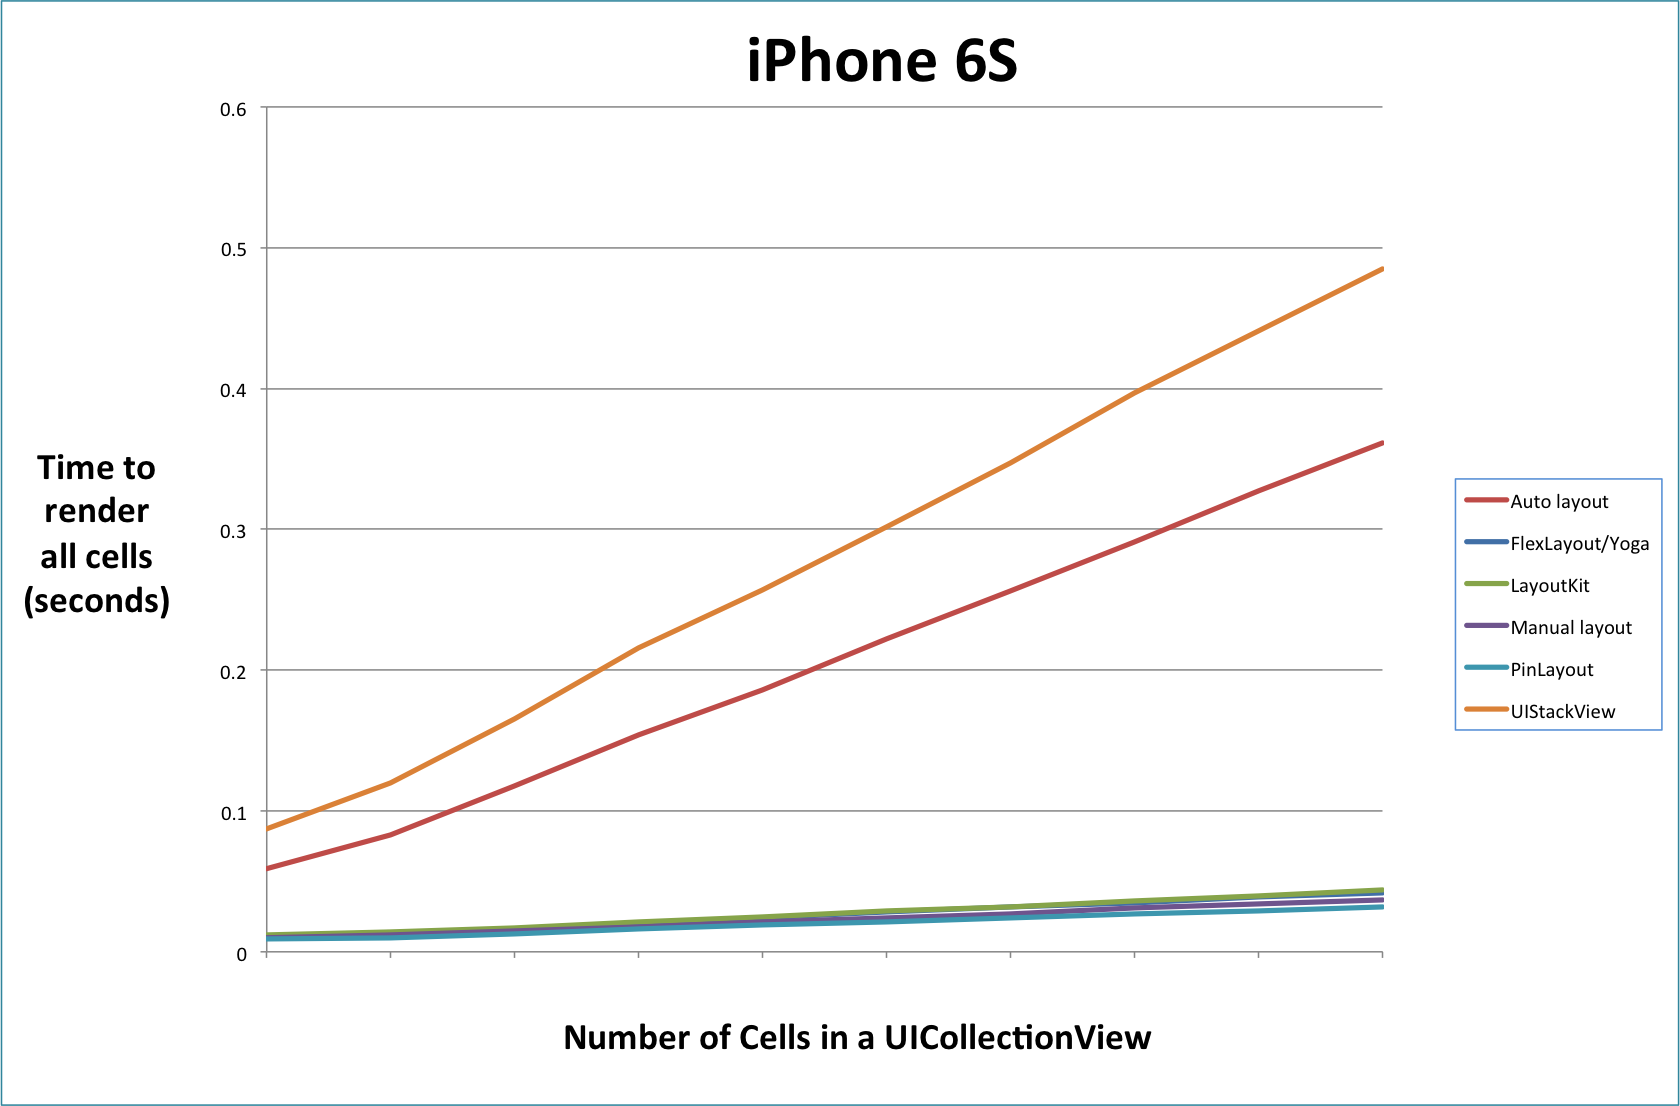 iPhone 6S
0.6
0.5
0.4
0.3
0.2
0.1
0
Time to
render
all cells
(seconds)
Auto layout
FlexLayout/Yoga
LayoutKit
Manual layout
PinLayout
UIStackView
Number of Cells in a UICollectionView